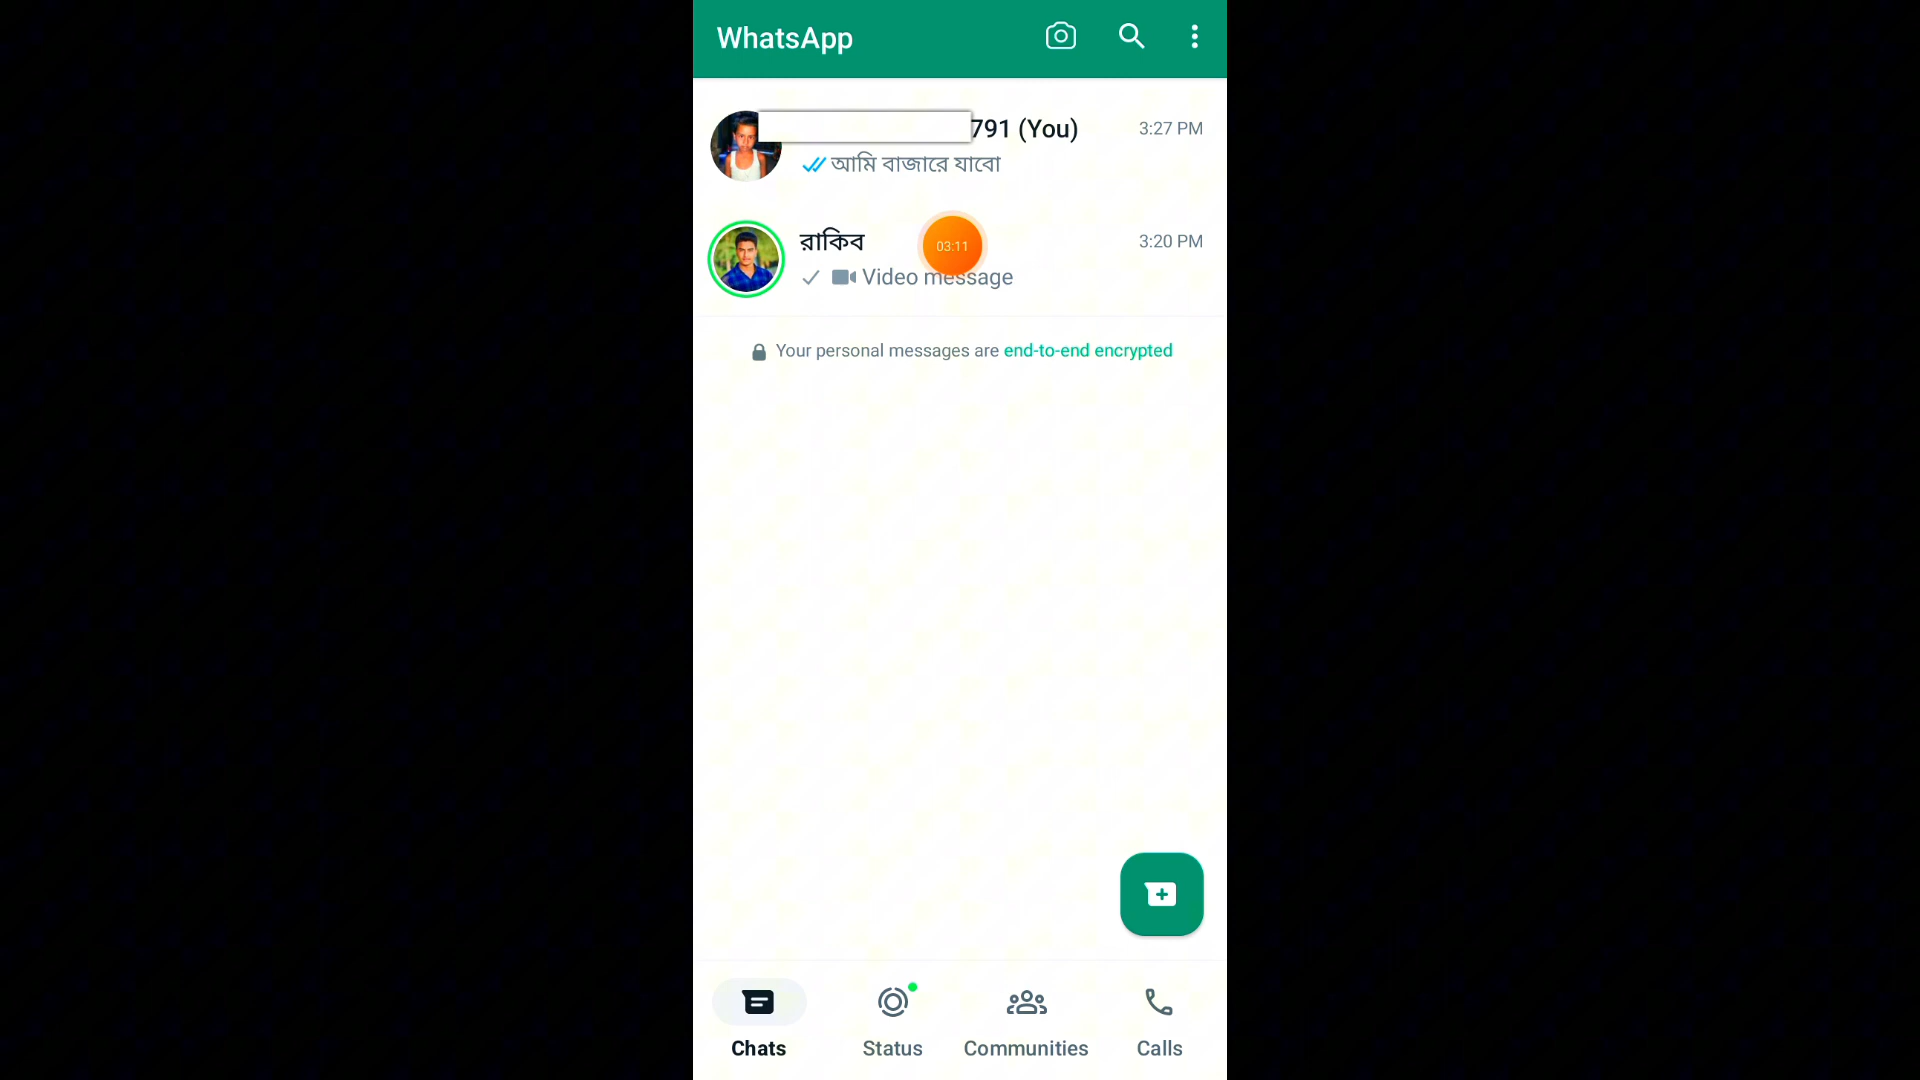 WhatsApp
791 (You)
3:27 PM
আমি বাজারে যাবো
রাকিব
03:11
3:20 PM
Video message
Your personal messages are end-to-end encrypted
Chats
Status
Communities
Calls